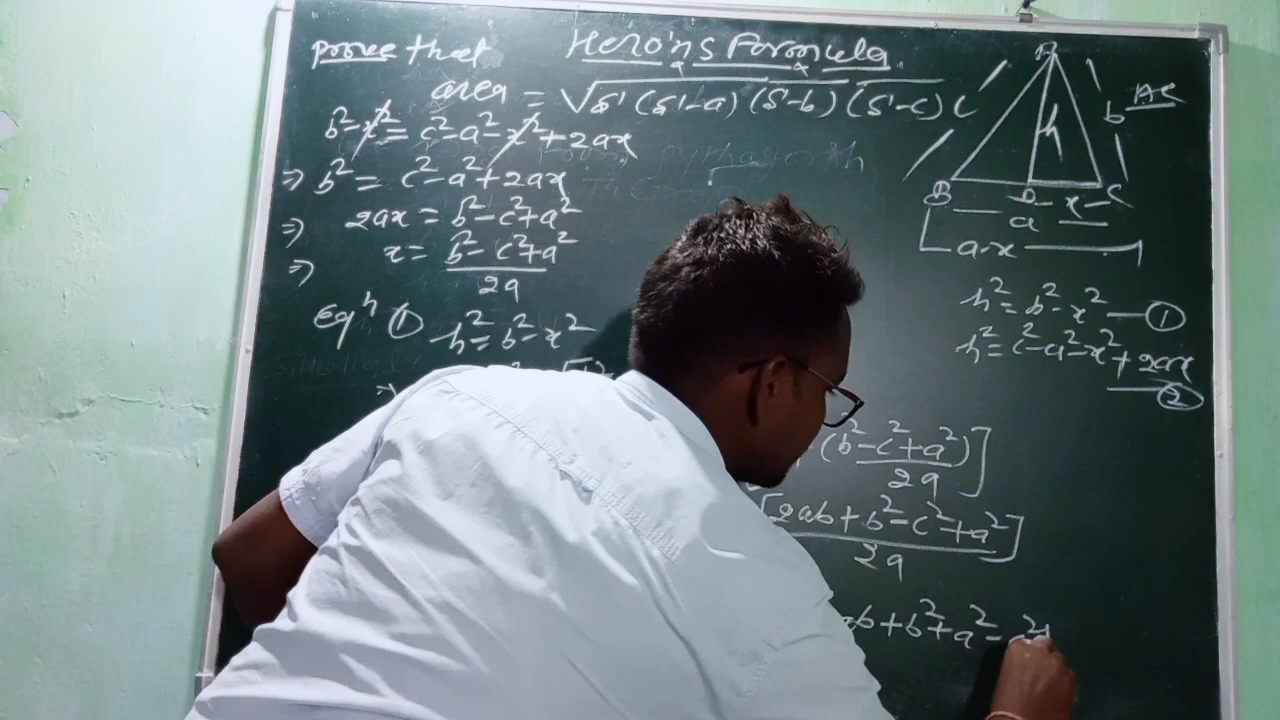 prove that Hero'ns Formula
area = √s (s-a) (s-b) (s-c)
b²-x² = c²-a²-x²+2ax
⇒ b² = c²-a²+2ax
⇒ 2ax = b²-c²+a²
⇒ x = b²-c²+a²
2a
Eqⁿ ① h² = b²-x²
A
b
h
B D x C
a
a-x
h² = b²-x² — ①
h² = c²-a²-x²+2ax
— ②
(b²-c²+a²)]
2a
[2ab+b²-c²+a²]
2a
ab+b²+a²-